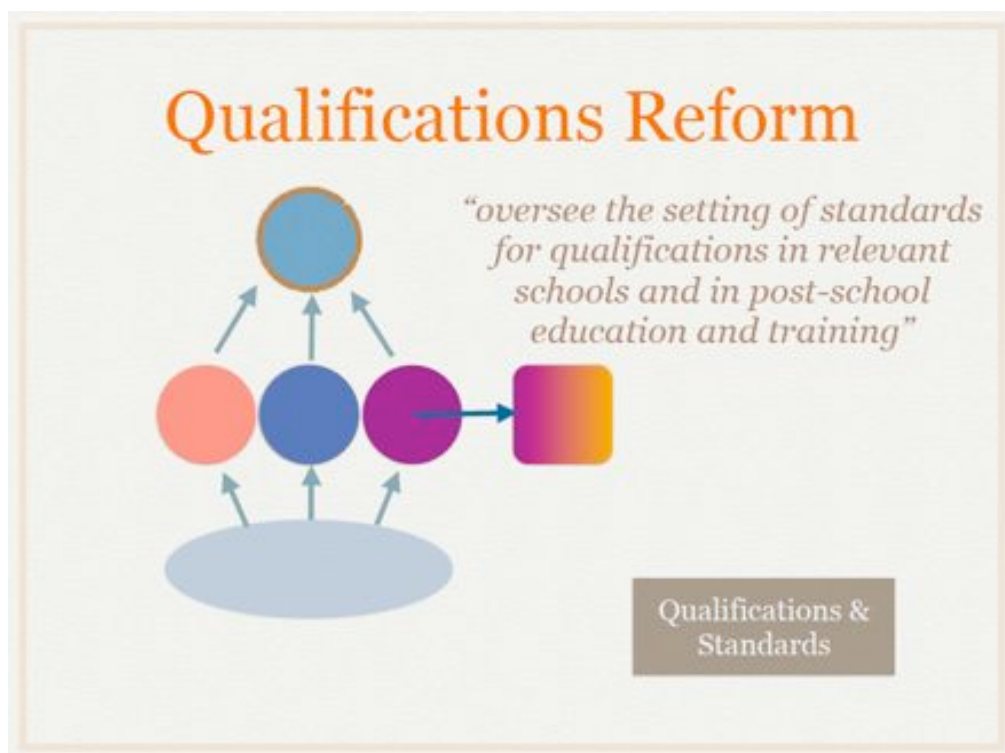 Qualifications Reform
“oversee the setting of standards
for qualifications in relevant
schools and in post-school
education and training”
Qualifications &
Standards